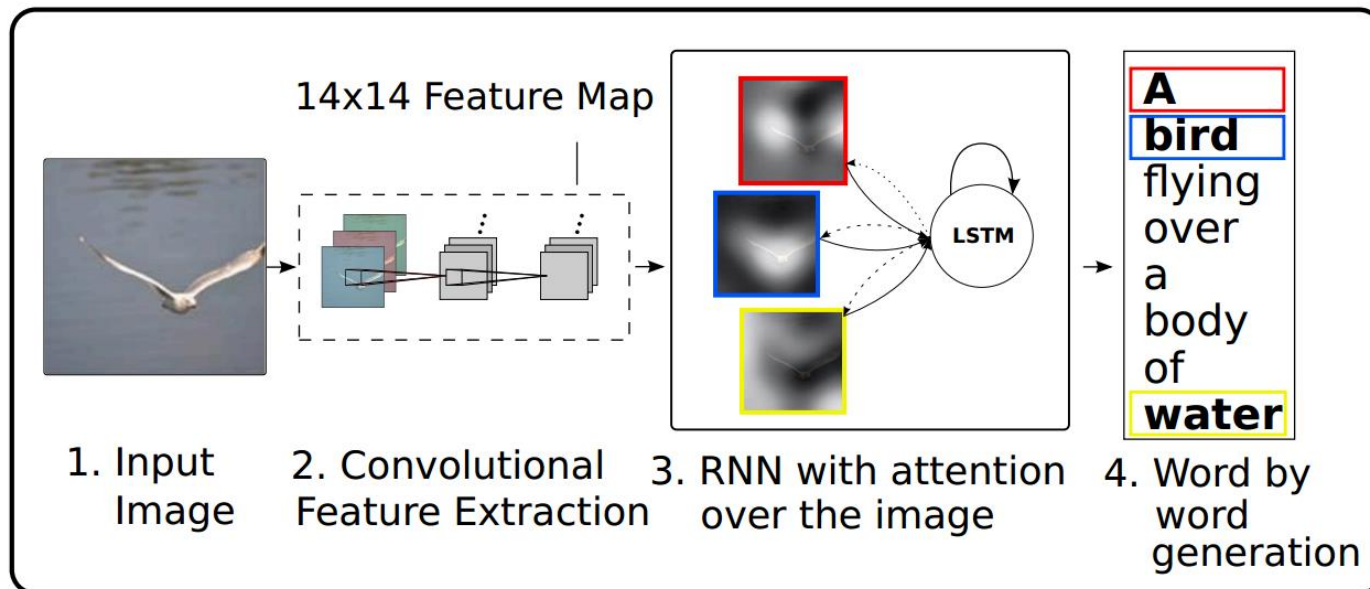 14x14 Feature Map
LSTM
A
bird
flying
over
a
body
of
water
1. Input
Image
2. Convolutional
Feature Extraction
3. RNN with attention
over the image
4. Word by
word
generation